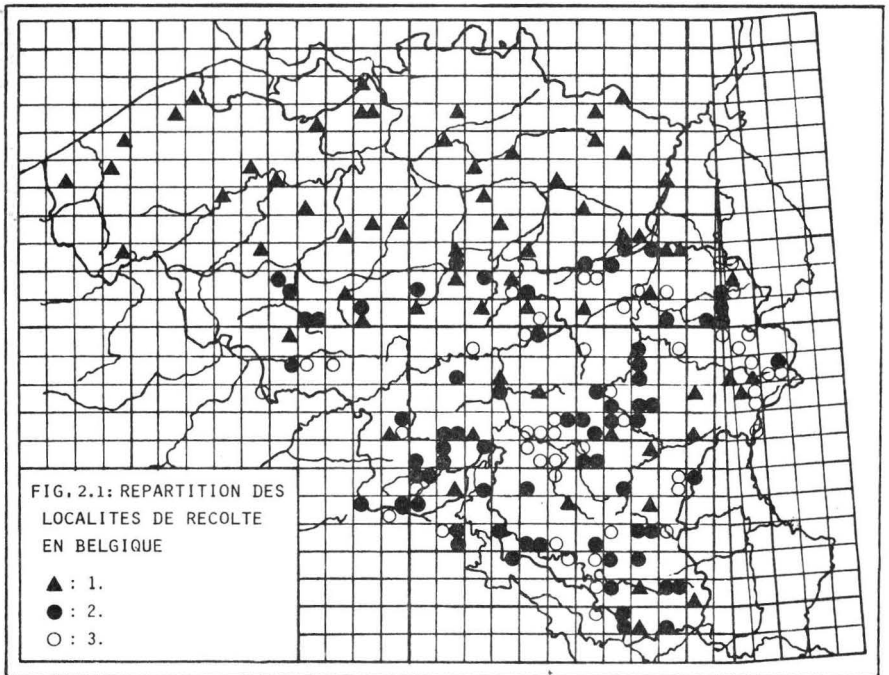 FIG.2.1: REPARTITION DES
LOCALITES DE RECOLTE
EN BELGIQUE
▲ : 1.
● : 2.
○ : 3.